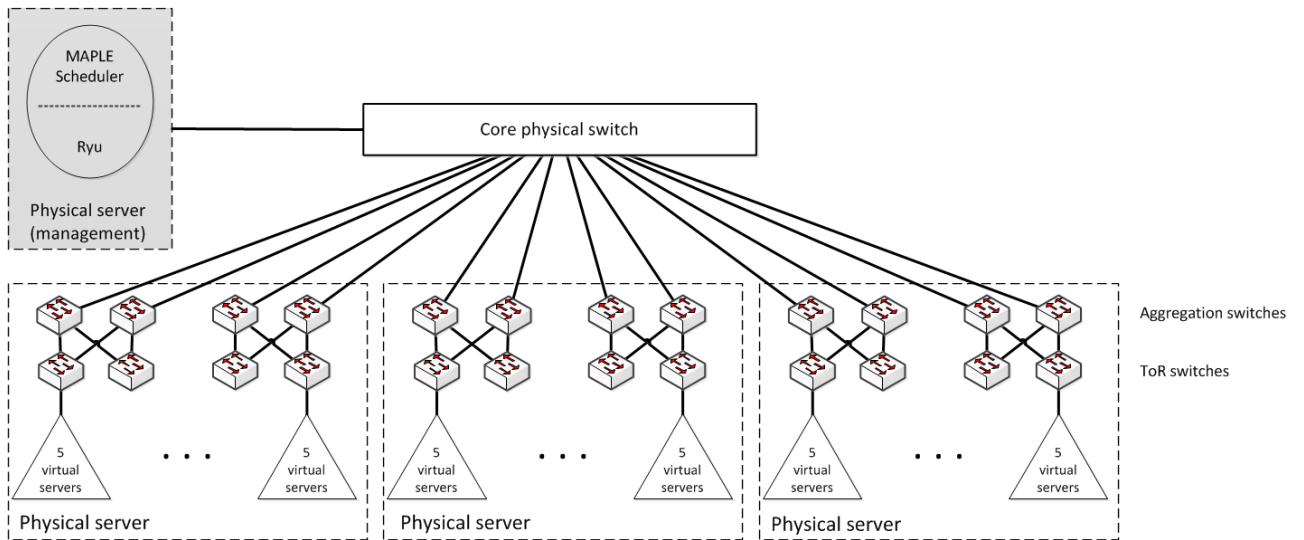 MAPLE
Scheduler
Ryu
Physical server
(management)
Core physical switch
Aggregation switches
ToR switches
5
virtual
servers
. . .
5
virtual
servers
Physical server
5
virtual
servers
. . .
5
virtual
servers
Physical server
5
virtual
servers
. . .
5
virtual
servers
Physical server